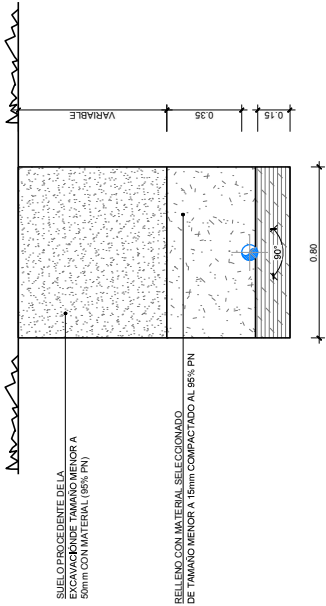 SUELO PROCEDENTE DE LA
EXCAVACIÓNDE TAMAÑO MENOR A
50mm CON MATERIAL (95% PN)
VARIABLE
RELLENO CON MATERIAL SELECCIONADO
DE TAMAÑO MENOR A 15mm COMPACTADO AL 95% PN
0.35
0.15
90°
0.80